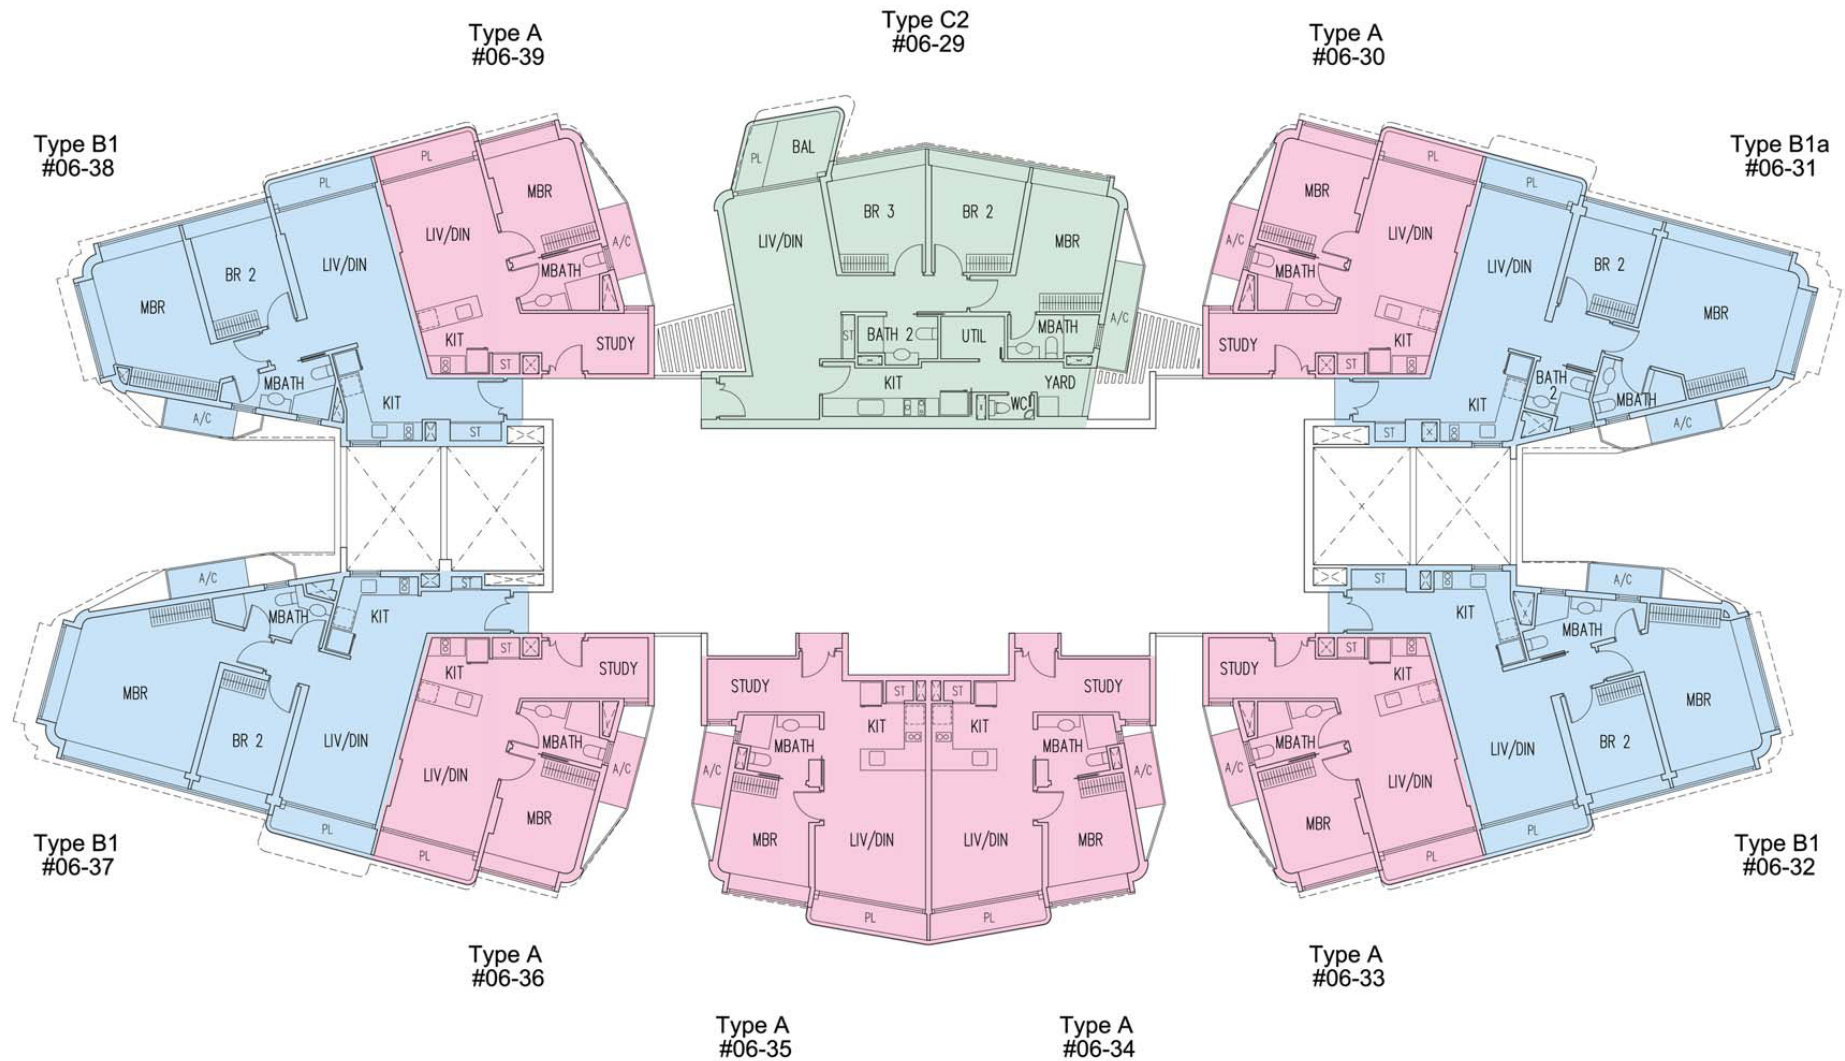 Type A
#06-39
Type C2
#06-29
Type A
#06-30
Type B1
#06-38
Type B1a
#06-31
PL
LIV/DIN
BR 2
MBR
MBATH
KIT
A/C
ST
PL
MBR
LIV/DIN
A/C
MBATH
KIT
ST
STUDY
PL
BAL
BR 3
BR 2
LIV/DIN
MBR
ST
BATH 2
UTIL
MBATH
A/C
KIT
YARD
WC
PL
MBR
LIV/DIN
A/C
MBATH
KIT
STUDY
ST
PL
LIV/DIN
BR 2
MBR
BATH
2
MBATH
KIT
ST
A/C
A/C
ST
KIT
MBATH
MBR
BR 2
LIV/DIN
PL
KIT
ST
STUDY
MBATH
LIV/DIN
A/C
MBR
PL
STUDY
ST
KIT
MBATH
A/C
MBR
LIV/DIN
PL
ST
STUDY
KIT
MBATH
A/C
LIV/DIN
MBR
PL
STUDY
ST
KIT
MBATH
A/C
LIV/DIN
MBR
PL
ST
A/C
KIT
MBATH
MBR
BR 2
LIV/DIN
PL
Type B1
#06-37
Type B1
#06-32
Type A
#06-36
Type A
#06-33
Type A
#06-35
Type A
#06-34